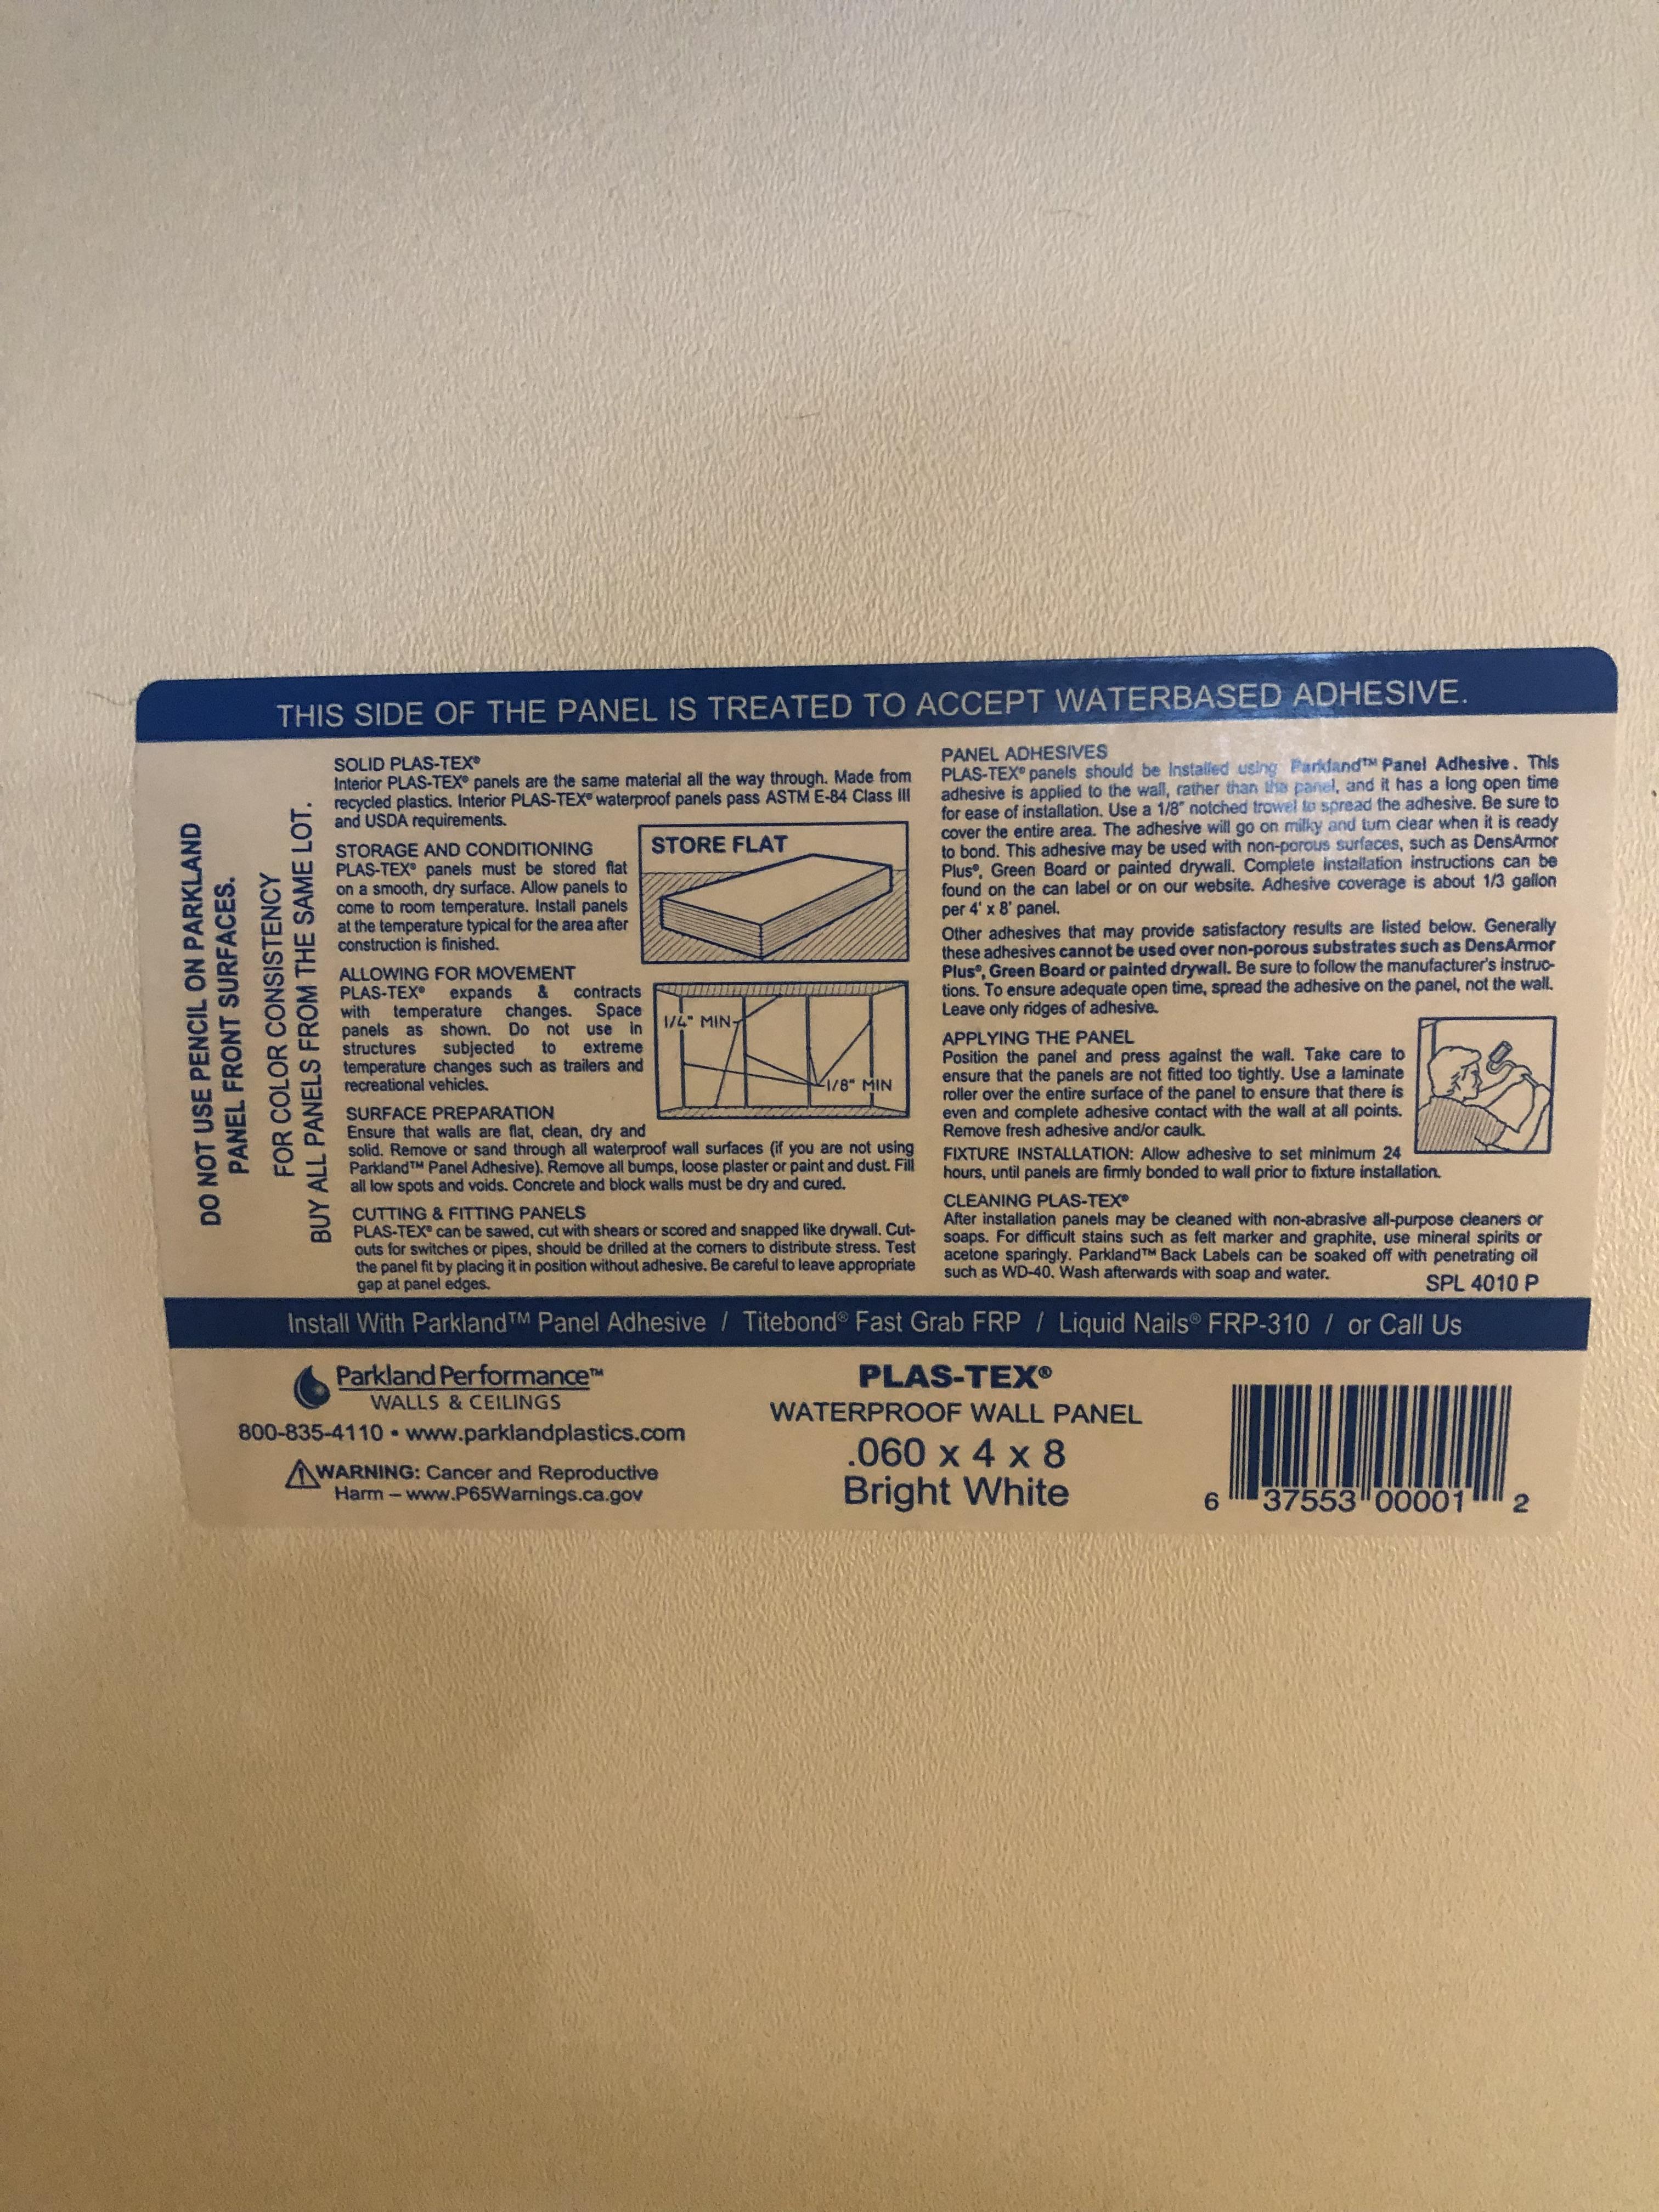 THIS SIDE OF THE PANEL IS TREATED TO ACCEPT WATERBASED ADHESIVE.
DO NOT USE PENCIL ON PARKLAND
PANEL FRONT SURFACES.
FOR COLOR CONSISTENCY
BUY ALL PANELS FROM THE SAME LOT.
SOLID PLAS-TEX®
Interior PLAS-TEX® panels are the same material all the way through. Made from
recycled plastics. Interior PLAS-TEX® waterproof panels pass ASTM E-84 Class III
and USDA requirements.
STORAGE AND CONDITIONING
PLAS-TEX® panels must be stored flat
on a smooth, dry surface. Allow panels to
come to room temperature. Install panels
at the temperature typical for the area after
construction is finished.
STORE FLAT
ALLOWING FOR MOVEMENT
PLAS-TEX® expands & contracts
with temperature changes. Space
panels as shown. Do not use in
structures subjected to extreme
temperature changes such as trailers and
recreational vehicles.
1/4" MIN
1/8" MIN
SURFACE PREPARATION
Ensure that walls are flat, clean, dry and
solid. Remove or sand through all waterproof wall surfaces (if you are not using
Parkland™ Panel Adhesive). Remove all bumps, loose plaster or paint and dust. Fill
all low spots and voids. Concrete and block walls must be dry and cured.
CUTTING & FITTING PANELS
PLAS-TEX® can be sawed, cut with shears or scored and snapped like drywall. Cut-
outs for switches or pipes, should be drilled at the corners to distribute stress. Test
the panel fit by placing it in position without adhesive. Be careful to leave appropriate
gap at panel edges.
PANEL ADHESIVES
PLAS-TEX® panels should be installed using Parkland™ Panel Adhesive. This
adhesive is applied to the wall, rather than the panel, and it has a long open time
for ease of installation. Use a 1/8" notched trowel to spread the adhesive. Be sure to
cover the entire area. The adhesive will go on milky and turn clear when it is ready
to bond. This adhesive may be used with non-porous surfaces, such as DensArmor
Plus®, Green Board or painted drywall. Complete installation instructions can be
found on the can label or on our website. Adhesive coverage is about 1/3 gallon
per 4' x 8' panel.
Other adhesives that may provide satisfactory results are listed below. Generally
these adhesives cannot be used over non-porous substrates such as DensArmor
Plus®, Green Board or painted drywall. Be sure to follow the manufacturer's instruc-
tions. To ensure adequate open time, spread the adhesive on the panel, not the wall.
Leave only ridges of adhesive.
APPLYING THE PANEL
Position the panel and press against the wall. Take care to
ensure that the panels are not fitted too tightly. Use a laminate
roller over the entire surface of the panel to ensure that there is
even and complete adhesive contact with the wall at all points.
Remove fresh adhesive and/or caulk.
FIXTURE INSTALLATION: Allow adhesive to set minimum 24
hours, until panels are firmly bonded to wall prior to fixture installation.
CLEANING PLAS-TEX®
After installation panels may be cleaned with non-abrasive all-purpose cleaners or
soaps. For difficult stains such as felt marker and graphite, use mineral spirits or
acetone sparingly. Parkland™ Back Labels can be soaked off with penetrating oil
such as WD-40. Wash afterwards with soap and water.
SPL 4010 P
Install With Parkland™ Panel Adhesive / Titebond® Fast Grab FRP / Liquid Nails® FRP-310 / or Call Us
Parkland Performance™
WALLS & CEILINGS
800-835-4110 • www.parklandplastics.com
WARNING: Cancer and Reproductive
Harm – www.P65Warnings.ca.gov
PLAS-TEX®
WATERPROOF WALL PANEL
.060 x 4 x 8
Bright White
6 37553 00001 2